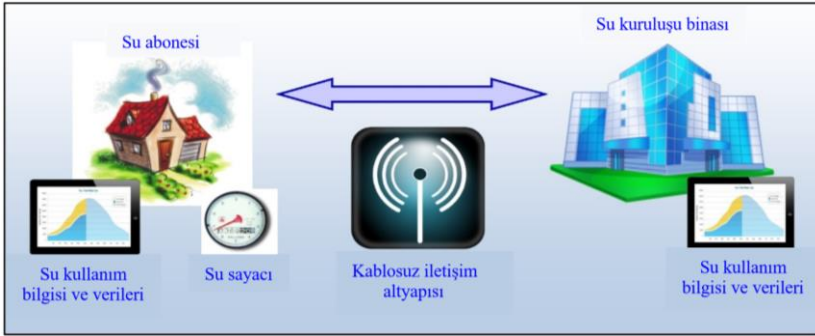 Su abonesi
Su kuruluşu binası
Su kullanım
bilgisi ve verileri
Su sayacı
Kablosuz iletişim
altyapısı
Su kullanım
bilgisi ve verileri